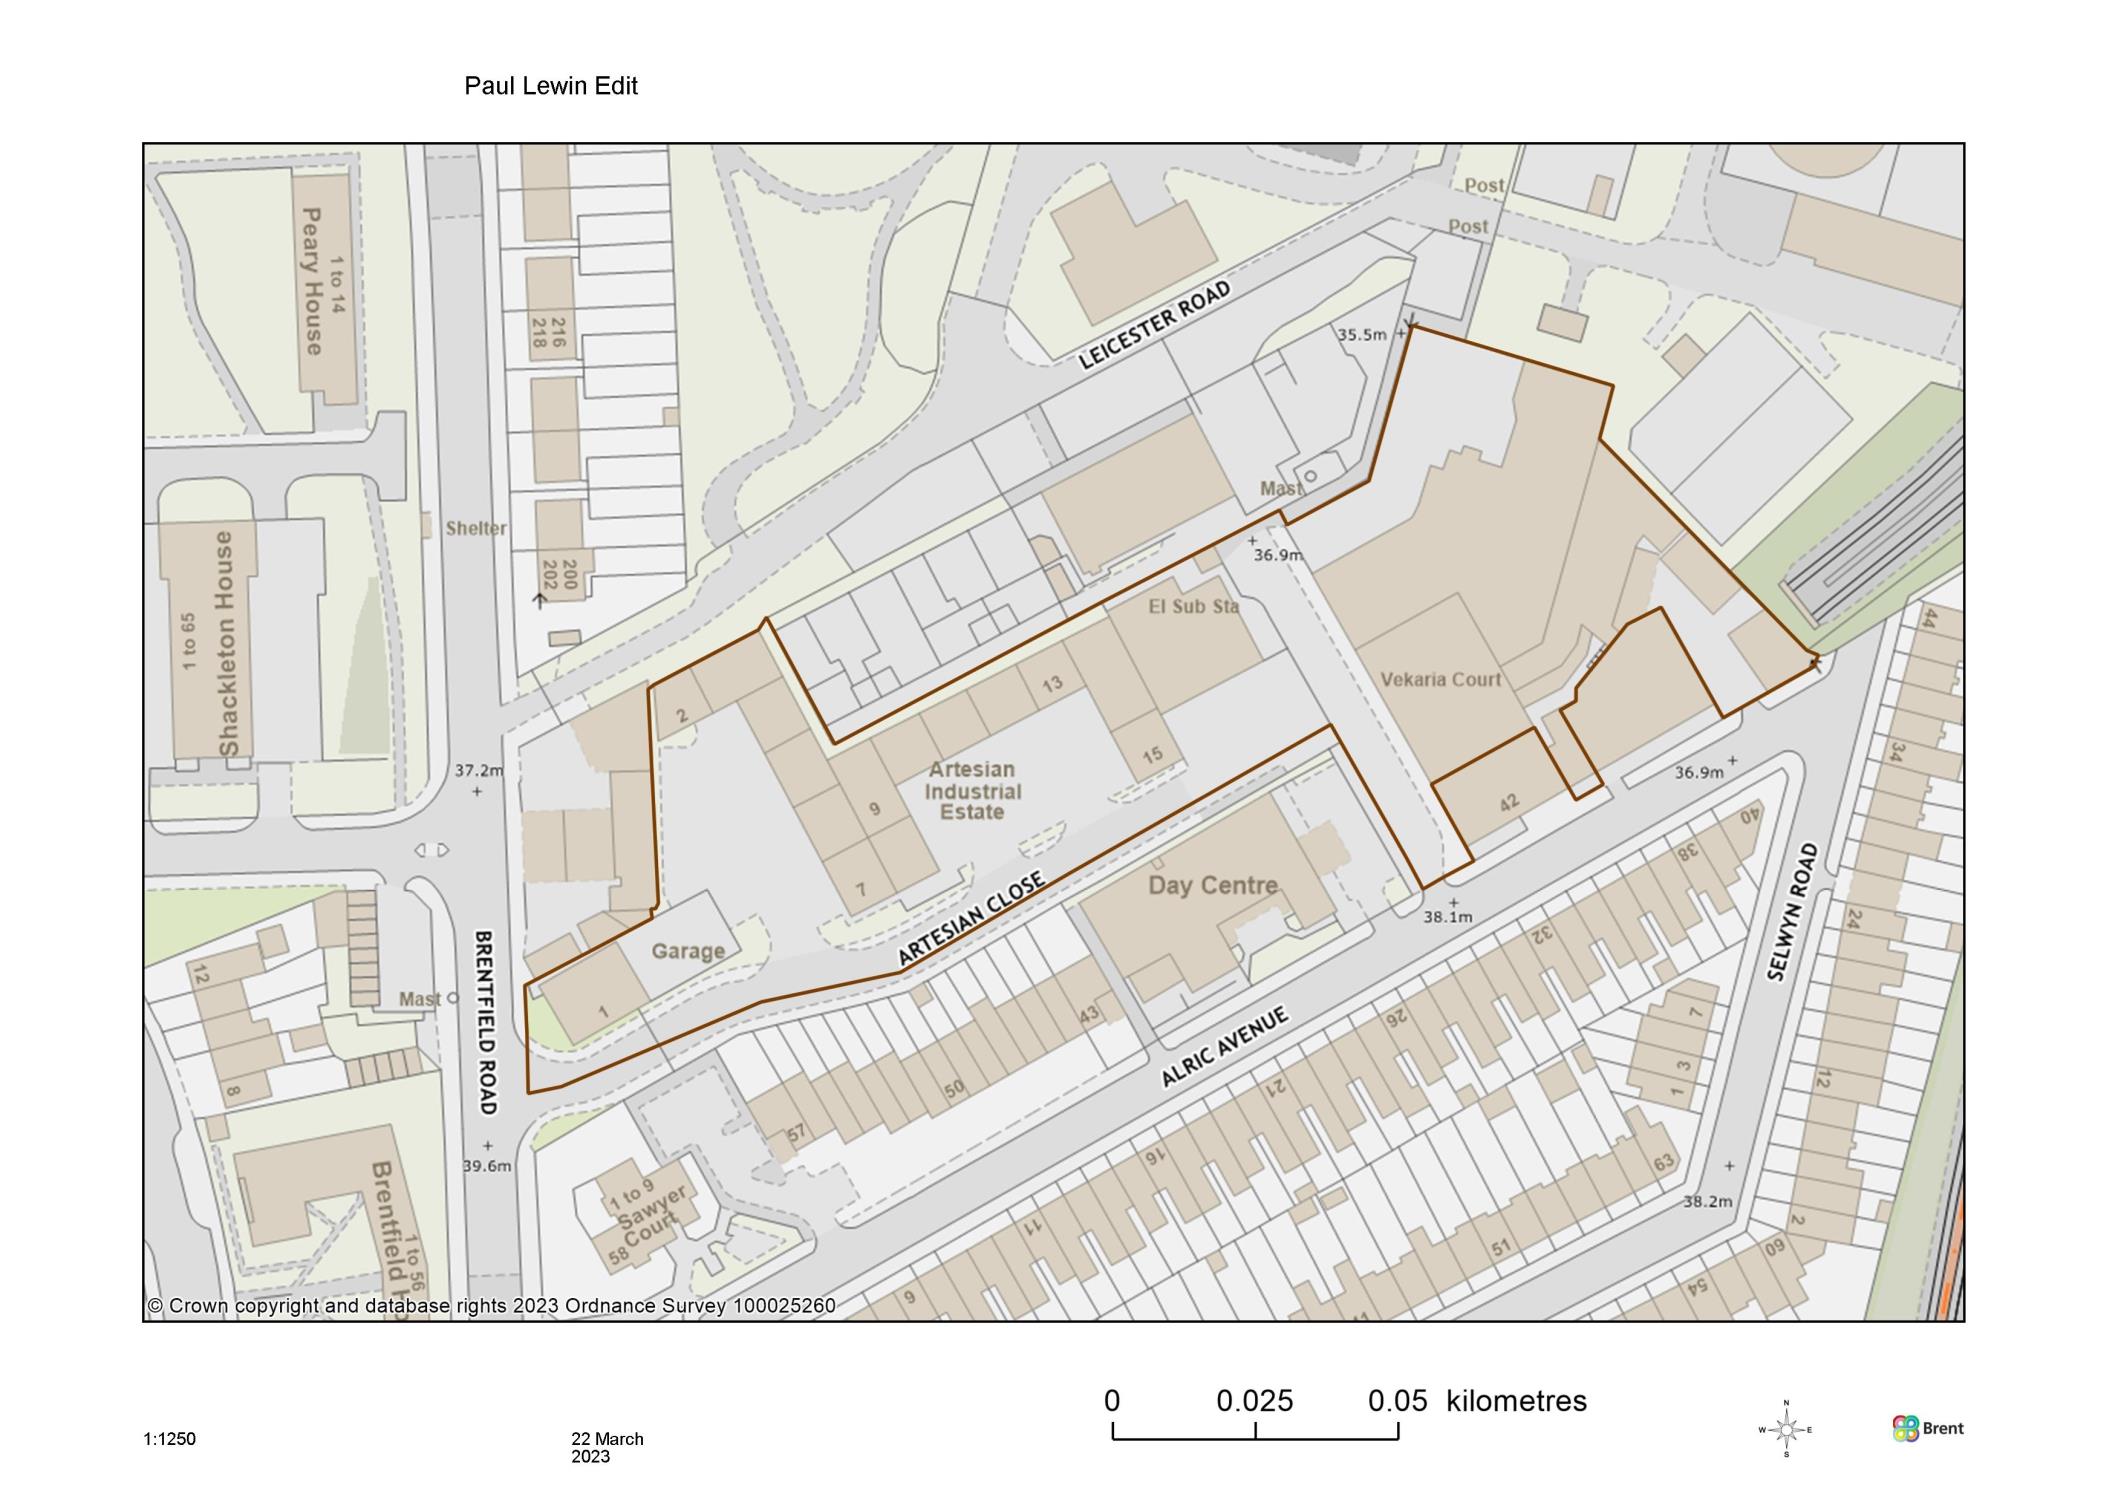 Paul Lewin Edit
Post
Post
Peary House
1 to 14
216
218
LEICESTER ROAD
35.5m
Mast
Shelter
36.9m
200
202
El Sub Sta
Shackleton House
1 to 65
44
13
Vekaria Court
2
34
37.2m
15
36.9m
Artesian
Industrial
Estate
9
42
40
38
7
Day Centre
SELWYN ROAD
24
38.1m
ARTESIAN CLOSE
32
Garage
BRENTFIELD ROAD
12
Mast
1
43
26
7
ALRIC AVENUE
3
1
12
8
50
21
57
39.6m
16
63
1 to 9
Sawyer
Court
58
38.2m
11
2
51
60
54
Brentfield
1 to 56
6
© Crown copyright and database rights 2023 Ordnance Survey 100025260
0 0.025 0.05 kilometres
N
W E
S
1:1250
22 March
2023
Brent